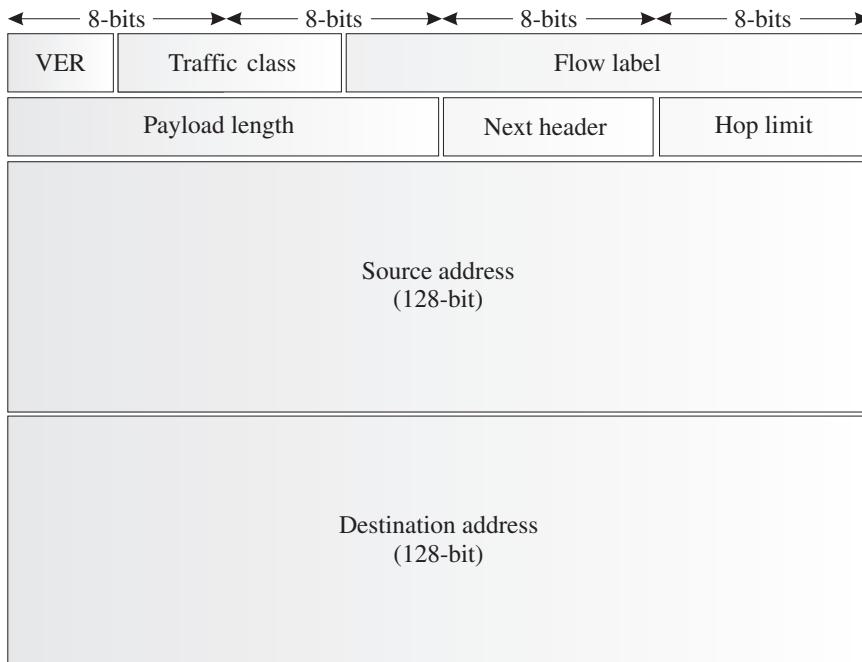 8-bits 8-bits 8-bits 8-bits
VER Traffic class Flow label
Payload length Next header Hop limit
Source address
(128-bit)
Destination address
(128-bit)